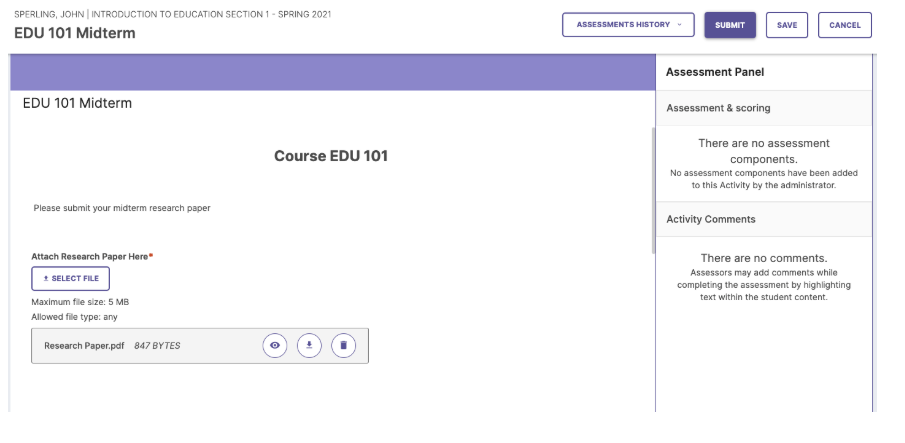 SPERLING, JOHN | INTRODUCTION TO EDUCATION SECTION 1 - SPRING 2021
EDU 101 Midterm
ASSESSMENTS HISTORY
SUBMIT
SAVE
CANCEL
EDU 101 Midterm
Course EDU 101
Please submit your midterm research paper
Attach Research Paper Here*
SELECT FILE
Maximum file size: 5 MB
Allowed file type: any
Research Paper.pdf 847 BYTES
Assessment Panel
Assessment & scoring
There are no assessment
components.
No assessment components have been added
to this Activity by the administrator.
Activity Comments
There are no comments.
Assessors may add comments while
completing the assessment by highlighting
text within the student content.